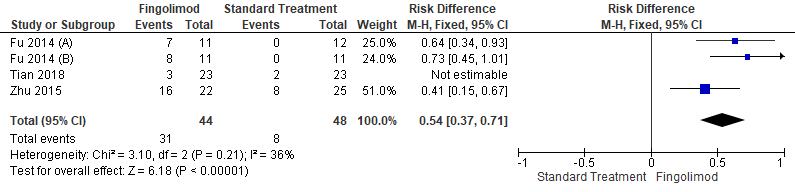 Fingolimod Standard Treatment Risk Difference Risk Difference
Study or Subgroup Events Total Events Total Weight M-H, Fixed, 95% CI M-H, Fixed, 95% CI
Fu 2014 (A) 7 11 0 12 25.0% 0.64 [0.34, 0.93]
Fu 2014 (B) 8 11 0 11 24.0% 0.73 [0.45, 1.01]
Tian 2018 3 23 2 23 Not estimable
Zhu 2015 16 22 8 25 51.0% 0.41 [0.15, 0.67]
Total (95% CI) 44 48 100.0% 0.54 [0.37, 0.71]
Total events 31 8
Heterogeneity: Chi² = 3.10, df = 2 (P = 0.21); I² = 36%
Test for overall effect: Z = 6.18 (P < 0.00001)
-1 -0.5 0 0.5 1
Standard Treatment Fingolimod